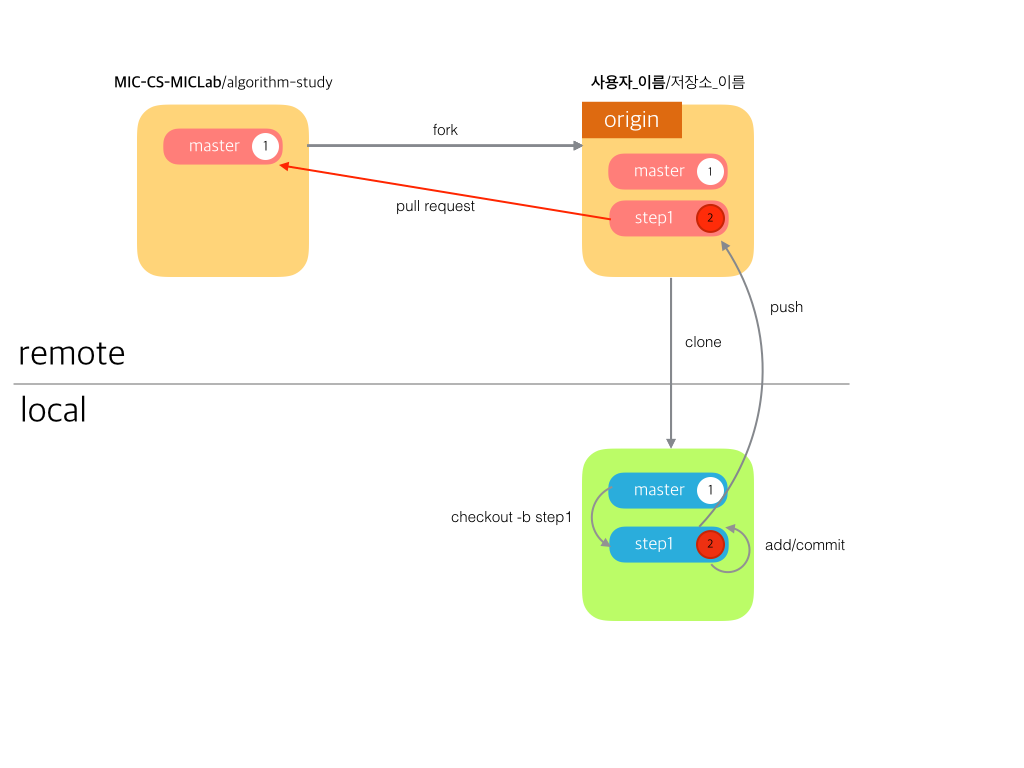 MIC-CS-MICLab/algorithm-study
사용자_이름/저장소_이름
origin
master 1
fork
master 1
pull request
step1 2
push
clone
remote
local
master 1
checkout -b step1
step1 2
add/commit